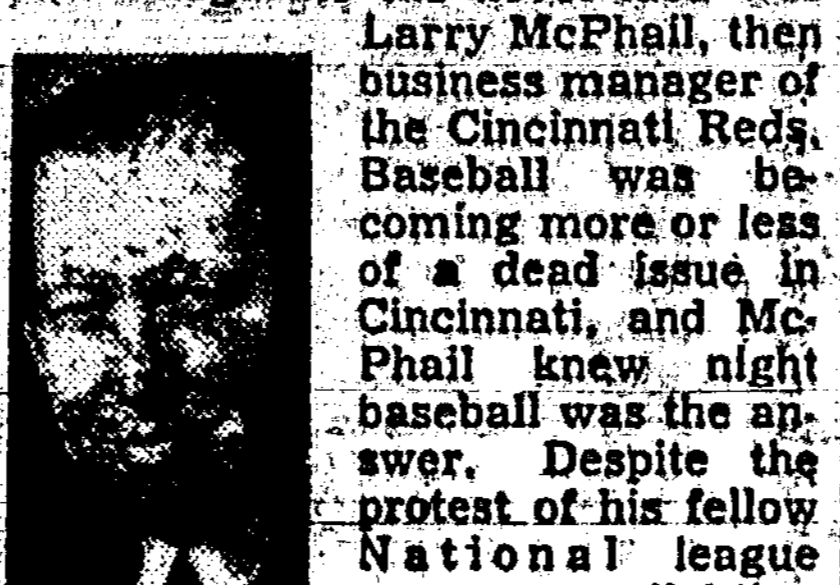 Larry McPhail, then
business manager of
the Cincinnati Reds.
Baseball was be-
coming more or less
of a dead issue in
Cincinnati, and Mc-
Phail knew night
baseball was the an-
swer. Despite the
protest of his fellow
National league